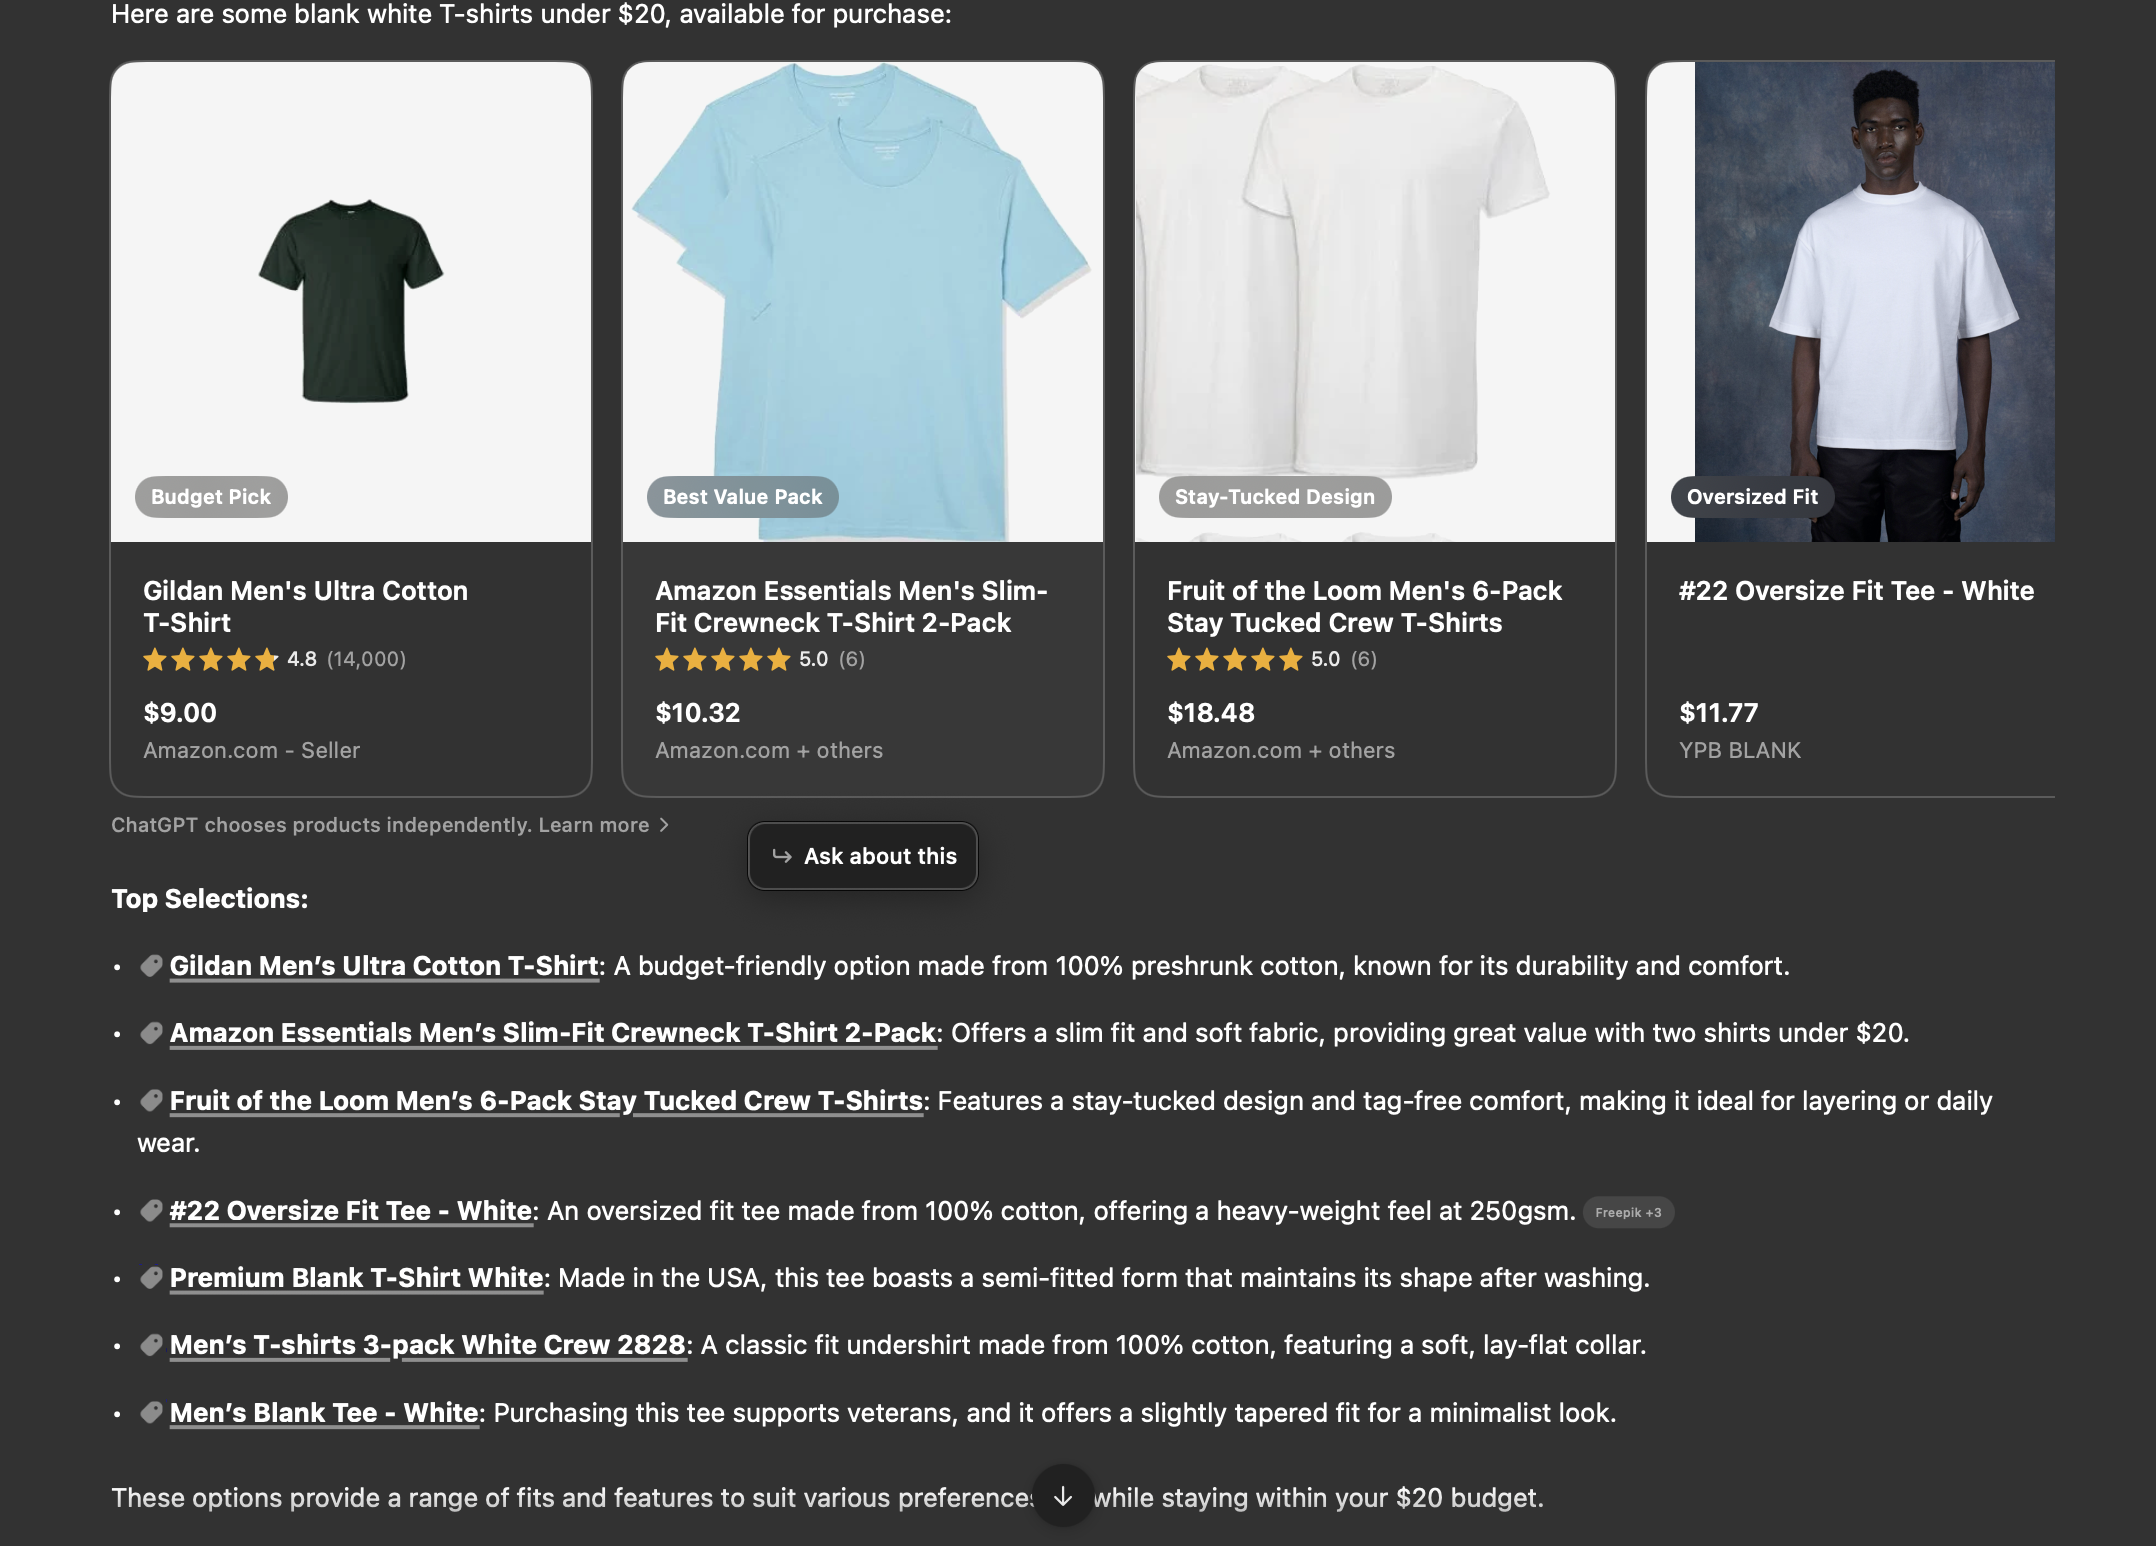 Here are some blank white T-shirts under $20, available for purchase:
Budget Pick
Gildan Men's Ultra Cotton
T-Shirt
4.8 (14,000)
$9.00
Amazon.com - Seller
Best Value Pack
Amazon Essentials Men's Slim-
Fit Crewneck T-Shirt 2-Pack
5.0 (6)
$10.32
Amazon.com + others
Stay-Tucked Design
Fruit of the Loom Men's 6-Pack
Stay Tucked Crew T-Shirts
5.0 (6)
$18.48
Amazon.com + others
Oversized Fit
#22 Oversize Fit Tee - White
$11.77
YPB BLANK
ChatGPT chooses products independently. Learn more >
Ask about this
Top Selections:
• Gildan Men’s Ultra Cotton T-Shirt: A budget-friendly option made from 100% preshrunk cotton, known for its durability and comfort.
• Amazon Essentials Men’s Slim-Fit Crewneck T-Shirt 2-Pack: Offers a slim fit and soft fabric, providing great value with two shirts under $20.
• Fruit of the Loom Men’s 6-Pack Stay Tucked Crew T-Shirts: Features a stay-tucked design and tag-free comfort, making it ideal for layering or daily
wear.
• #22 Oversize Fit Tee - White: An oversized fit tee made from 100% cotton, offering a heavy-weight feel at 250gsm. Freepik +3
• Premium Blank T-Shirt White: Made in the USA, this tee boasts a semi-fitted form that maintains its shape after washing.
• Men’s T-shirts 3-pack White Crew 2828: A classic fit undershirt made from 100% cotton, featuring a soft, lay-flat collar.
• Men’s Blank Tee - White: Purchasing this tee supports veterans, and it offers a slightly tapered fit for a minimalist look.
These options provide a range of fits and features to suit various preferences while staying within your $20 budget.